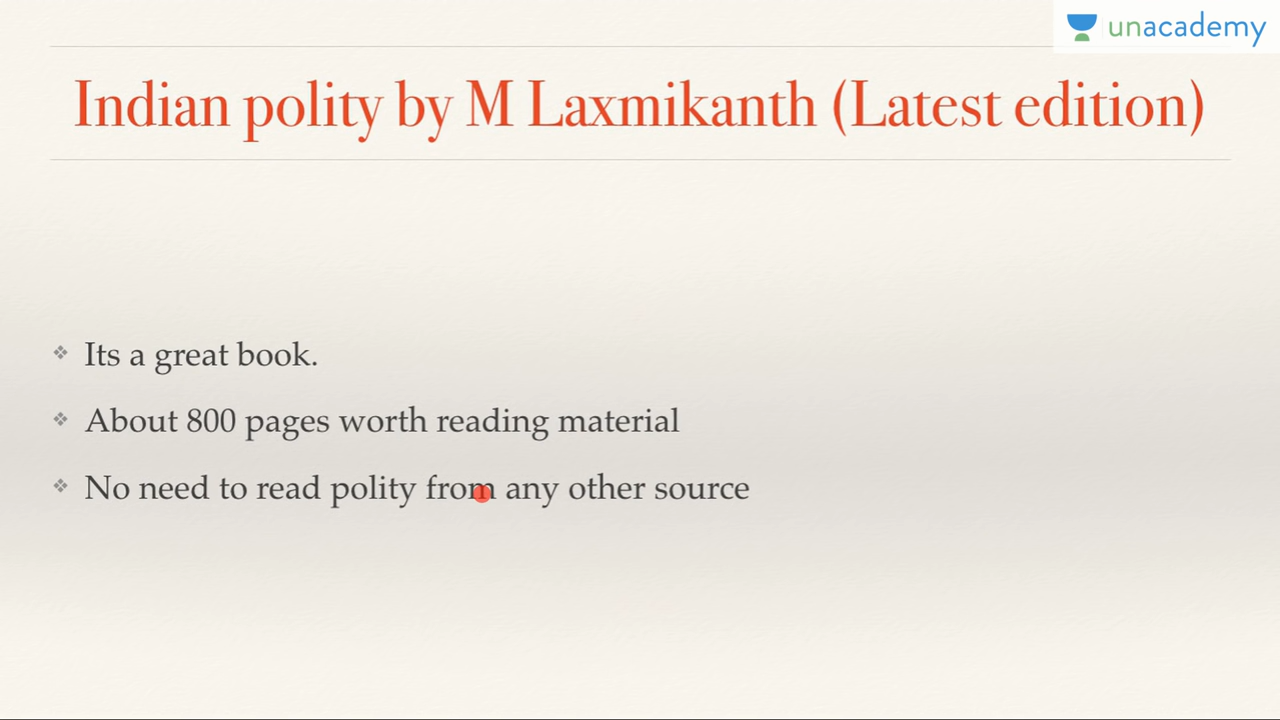 unacademy
Indian polity by M Laxmikanth (Latest edition)
Its a great book.
About 800 pages worth reading material
No need to read polity from any other source